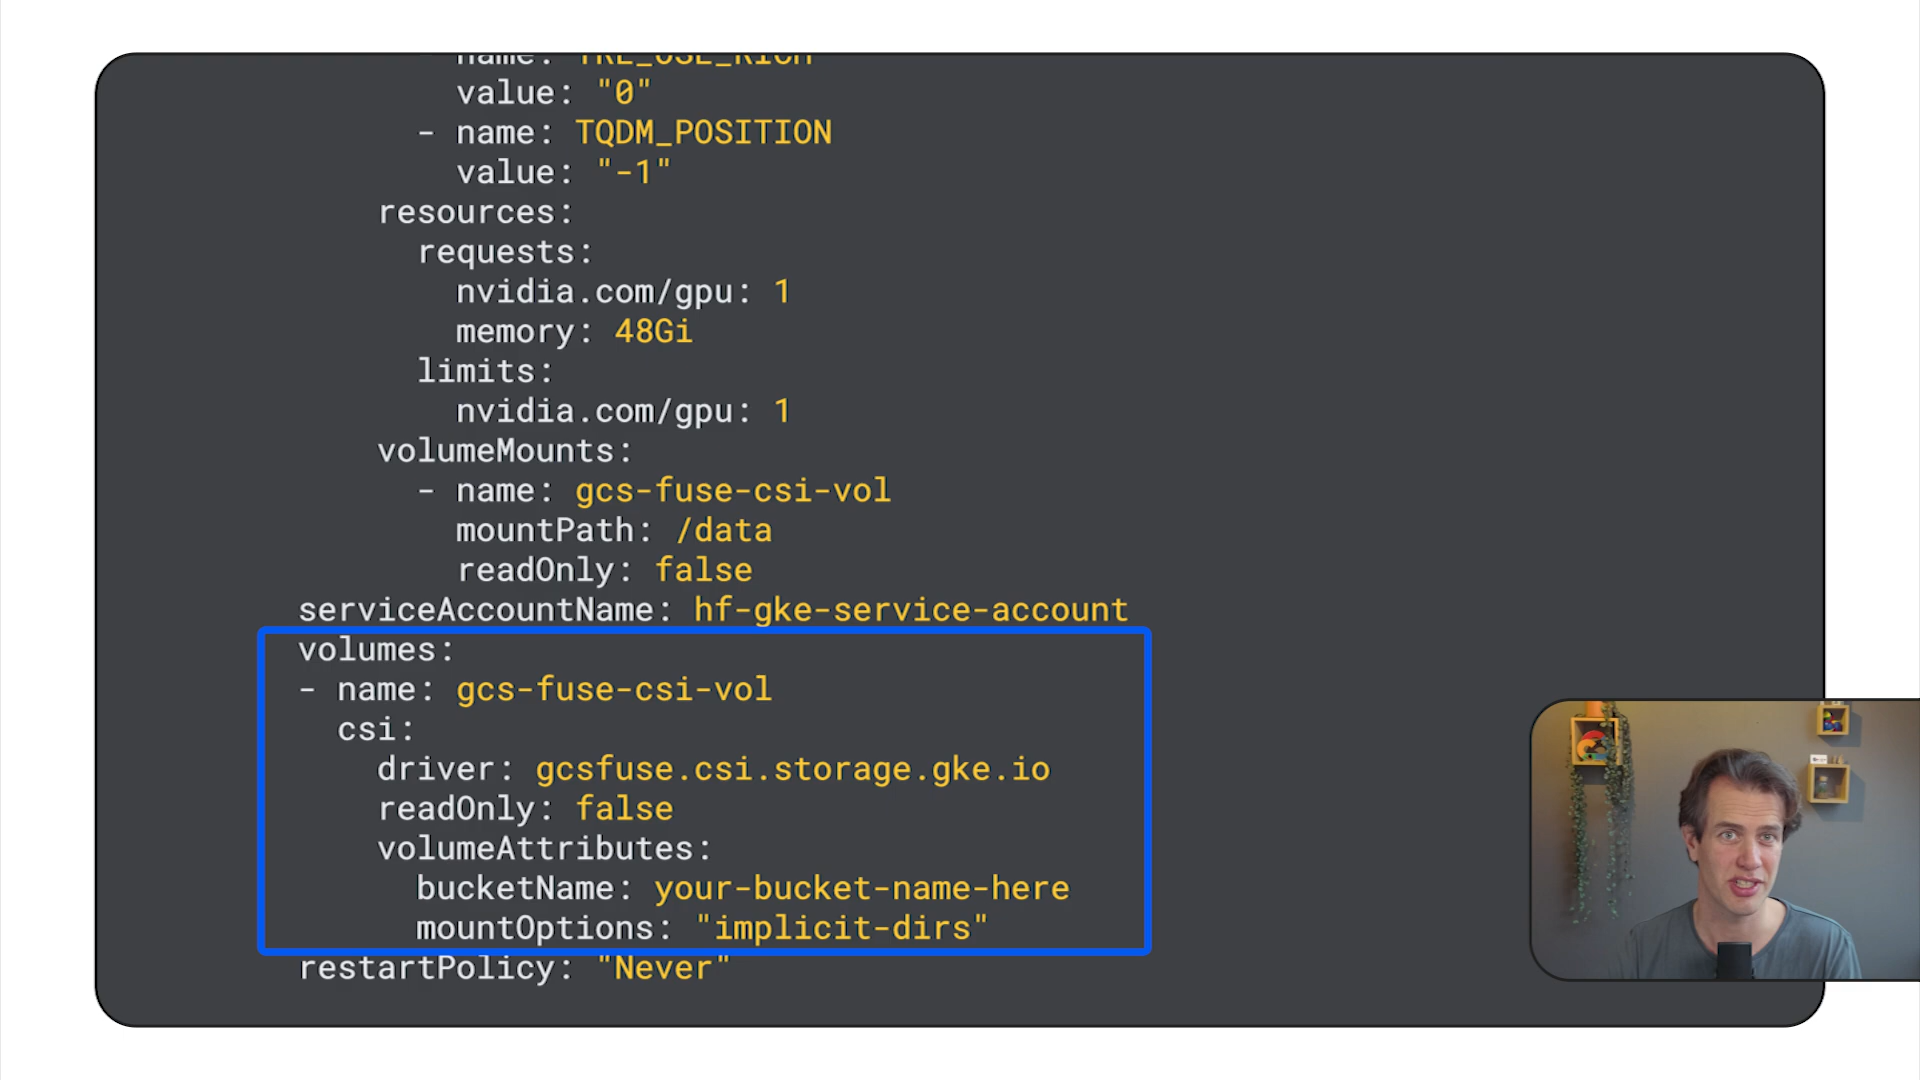 name: TRL_USE_RICH
value: "0"
- name: TQDM_POSITION
value: "-1"
resources:
requests:
nvidia.com/gpu: 1
memory: 48Gi
limits:
nvidia.com/gpu: 1
volumeMounts:
- name: gcs-fuse-csi-vol
mountPath: /data
readOnly: false
serviceAccountName: hf-gke-service-account
volumes:
- name: gcs-fuse-csi-vol
csi:
driver: gcsfuse.csi.storage.gke.io
readOnly: false
volumeAttributes:
bucketName: your-bucket-name-here
mountOptions: "implicit-dirs"
restartPolicy: "Never"